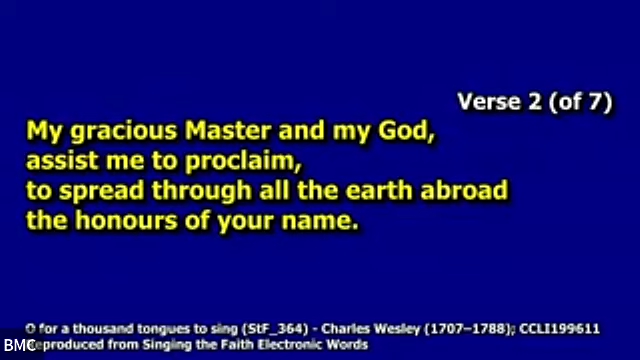 Verse 2 (of 7)
My gracious Master and my God,
assist me to proclaim,
to spread through all the earth abroad
the honours of your name.
O for a thousand tongues to sing (StF_364) - Charles Wesley (1707–1788); CCLI199611
BMC
Reproduced from Singing the Faith Electronic Words